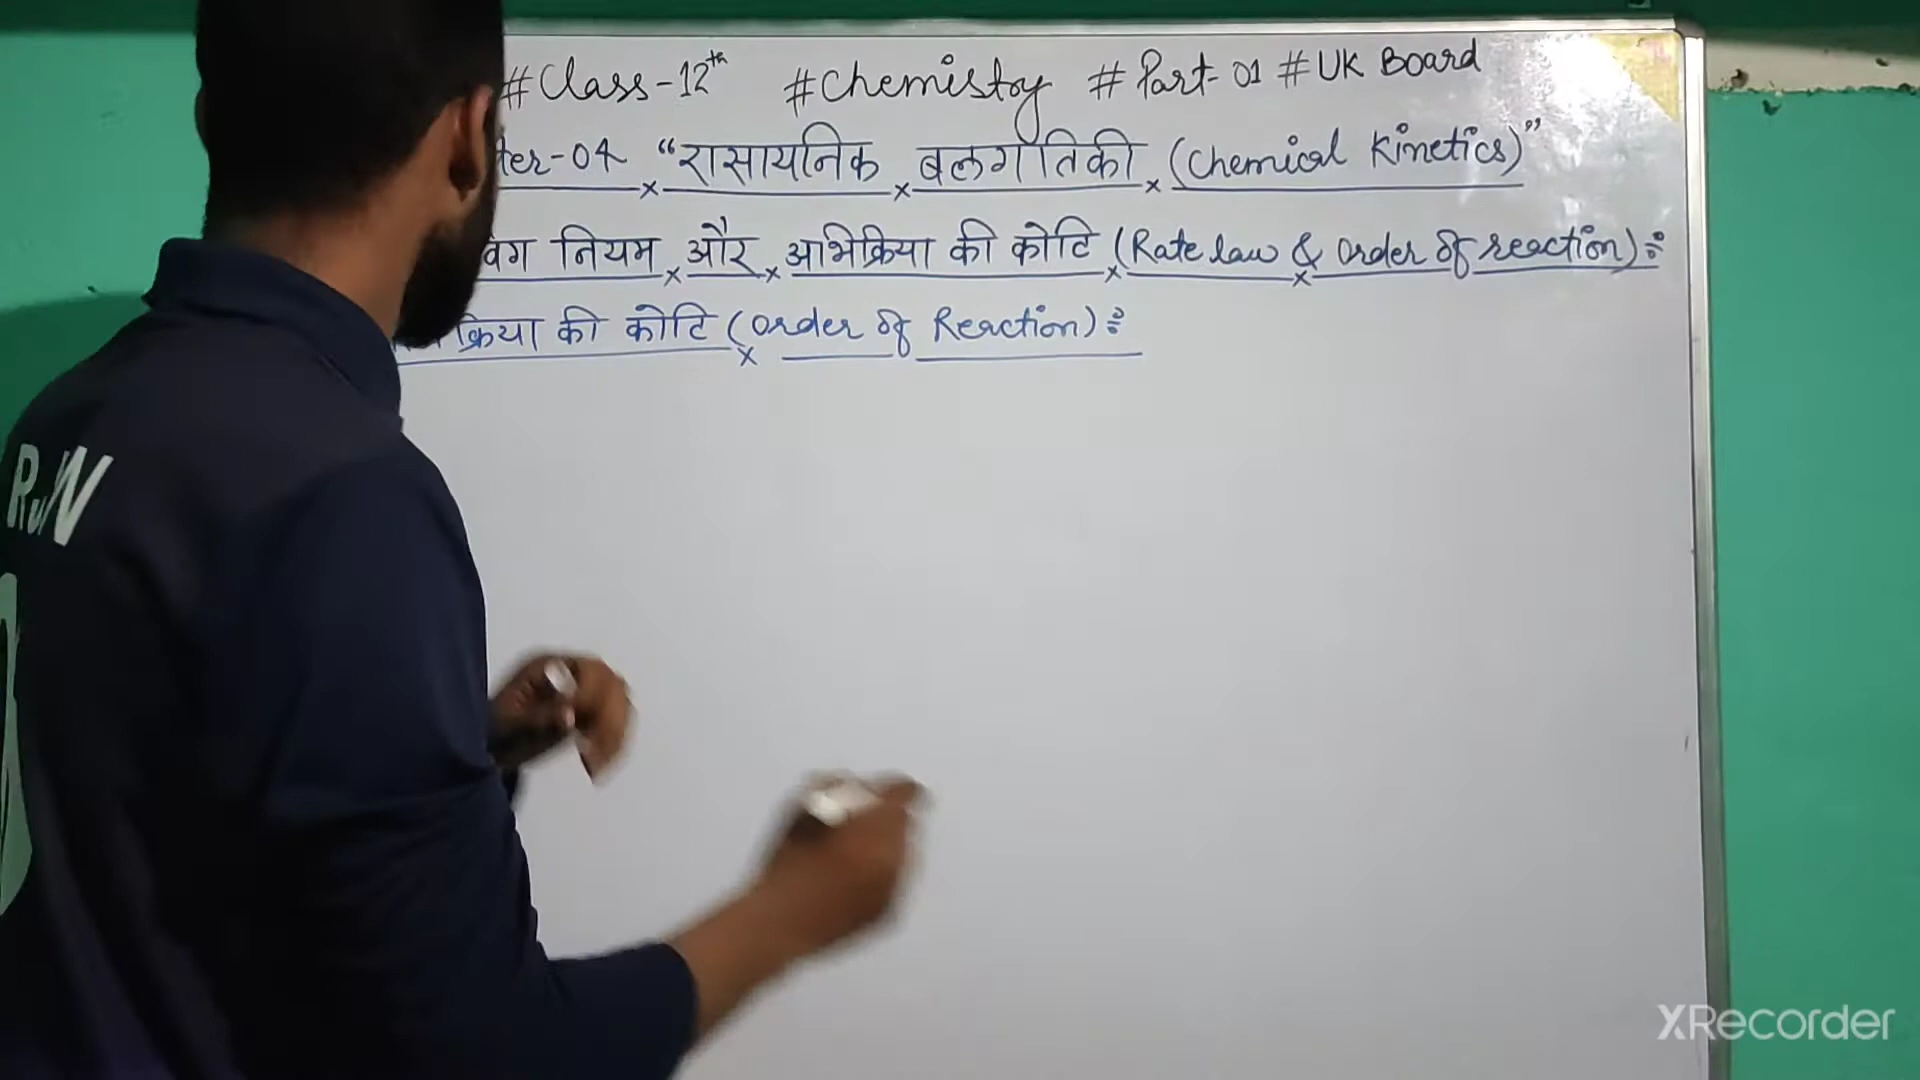 #Class-12th #Chemistry #Part-01 #UK Board
ter-04 "रासायनिक बलगतिकी (Chemical Kinetics)"
वेग नियम और अभिक्रिया की कोटि (Rate law & Order of reaction)÷
क्रिया की कोटि (Order of Reaction)÷
RUN
XRecorder